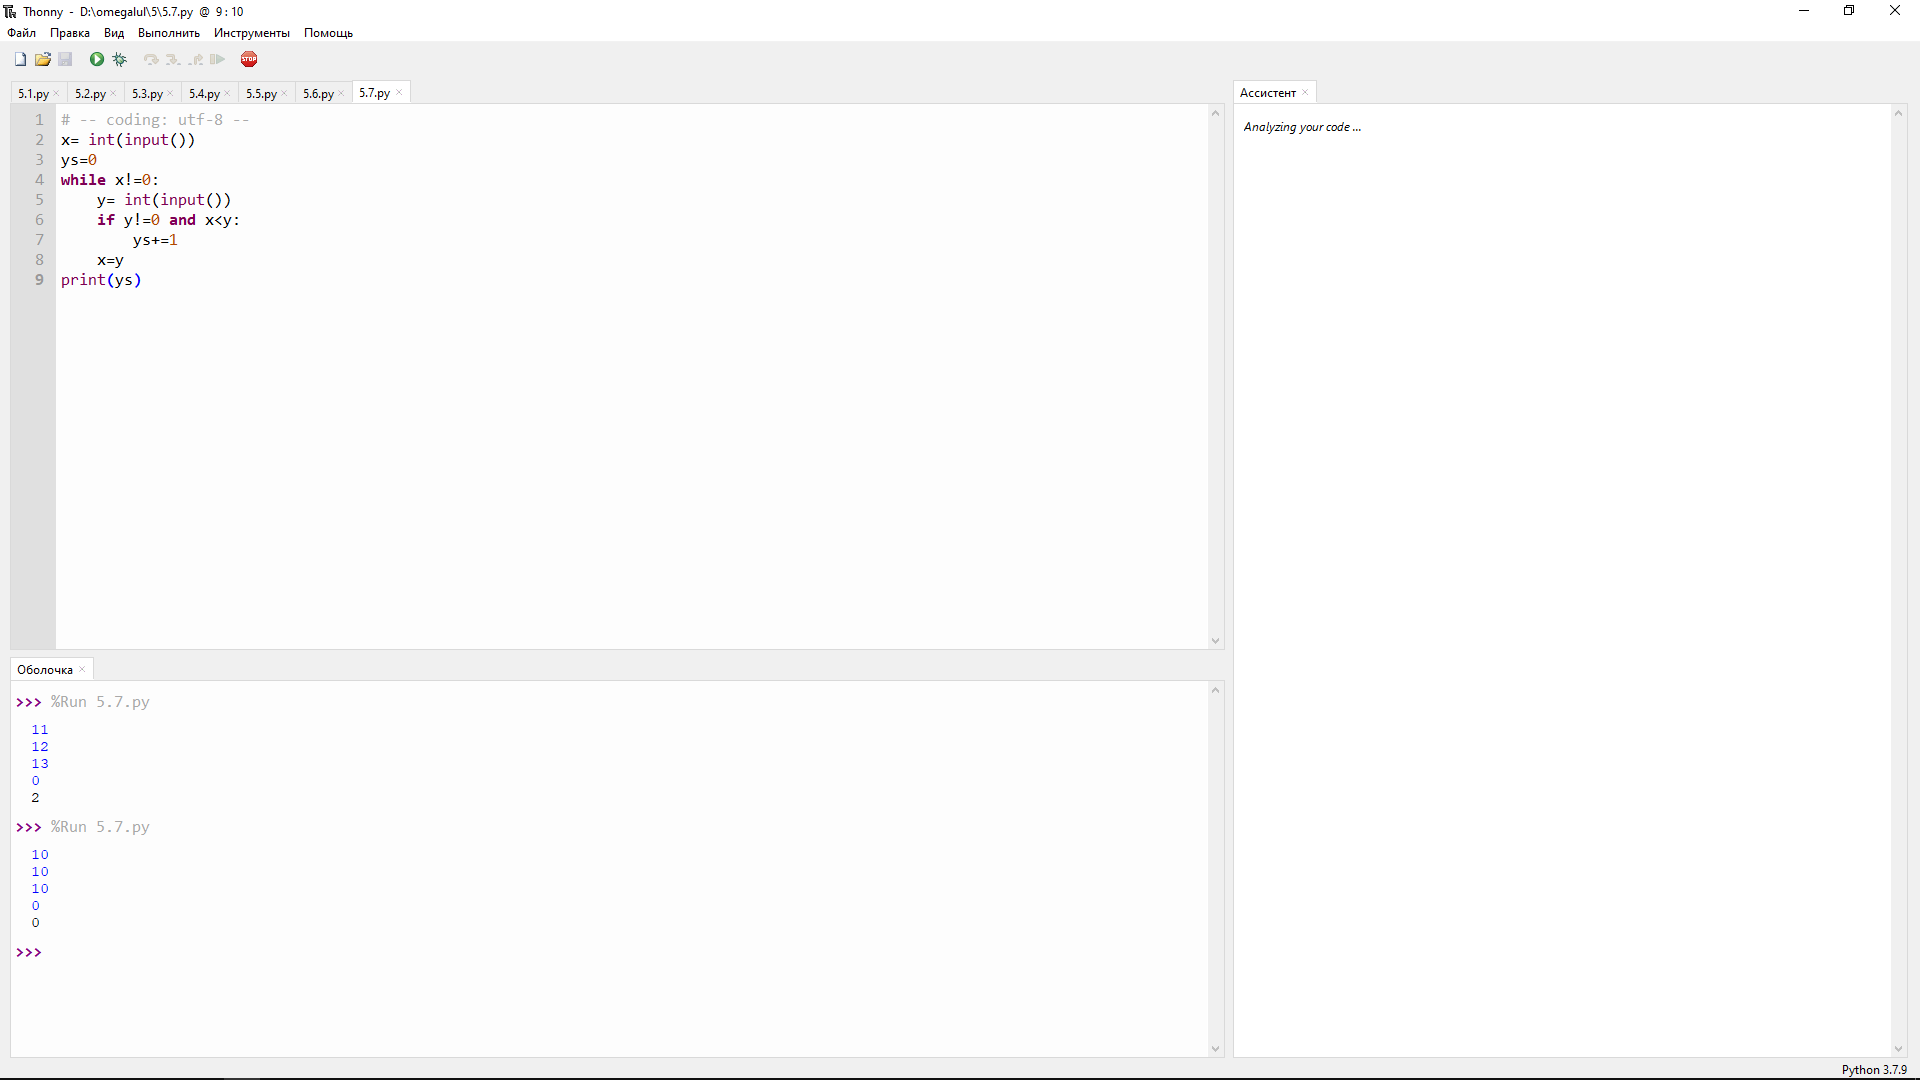 Thonny - D:\omegalul\5\5.7.py @ 9 : 10
Файл Правка Вид Выполнить Инструменты Помощь
STOP
5.1.py × 5.2.py × 5.3.py × 5.4.py × 5.5.py × 5.6.py × 5.7.py ×
1 # -- coding: utf-8 --
2 x= int(input())
3 ys=0
4 while x!=0:
5     y= int(input())
6     if y!=0 and x<y:
7         ys+=1
8     x=y
9 print(ys)
Оболочка ×
>>> %Run 5.7.py
11
12
13
0
2
>>> %Run 5.7.py
10
10
10
0
0
>>>
Ассистент ×
Analyzing your code ...
Python 3.7.9